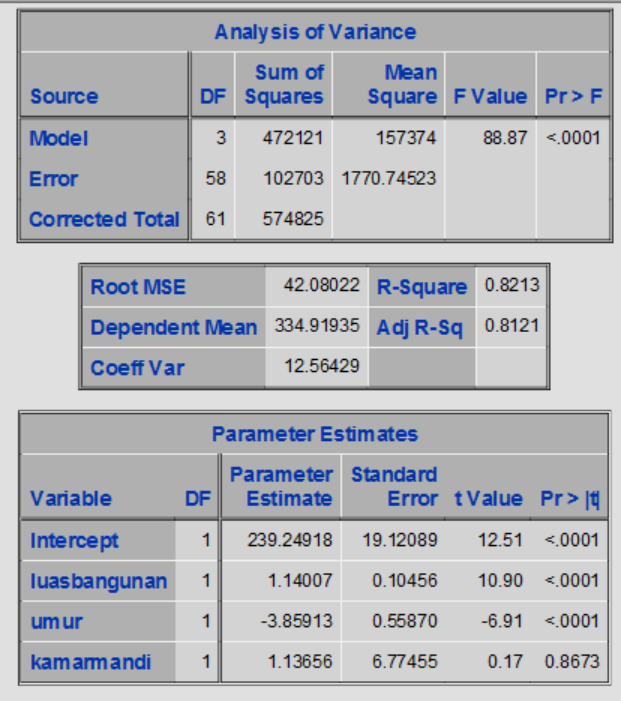 Analysis of Variance
Source DF Sum of Squares Mean Square F Value Pr > F
Model 3 472121 157374 88.87 <.0001
Error 58 102703 1770.74523
Corrected Total 61 574825
Root MSE 42.08022 R-Square 0.8213
Dependent Mean 334.91935 Adj R-Sq 0.8121
Coeff Var 12.56429
Parameter Estimates
Variable DF Parameter Estimate Standard Error t Value Pr > |t|
Intercept 1 239.24918 19.12089 12.51 <.0001
luasbangunan 1 1.14007 0.10456 10.90 <.0001
umur 1 -3.85913 0.55870 -6.91 <.0001
kamarmandi 1 1.13656 6.77455 0.17 0.8673